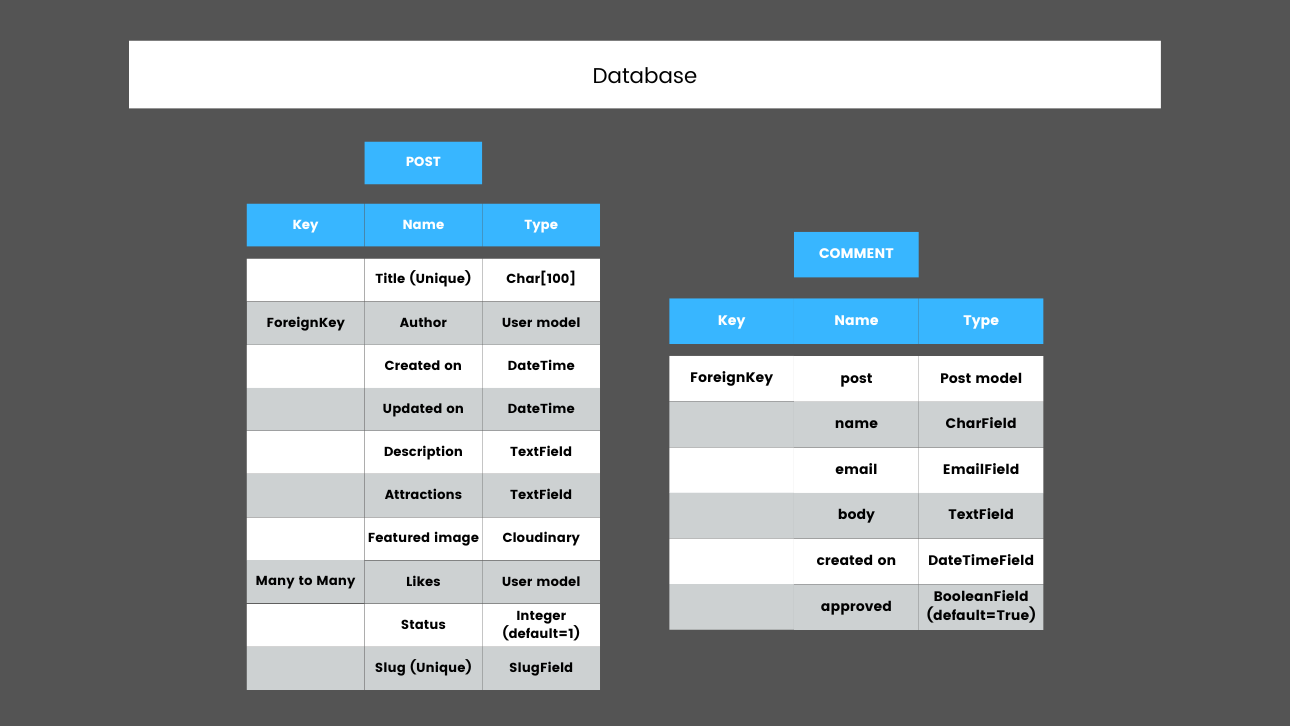 Database
POST
Key Name Type
Title (Unique) Char[100]
ForeignKey Author User model
Created on DateTime
Updated on DateTime
Description TextField
Attractions TextField
Featured image Cloudinary
Many to Many Likes User model
Status Integer
(default=1)
Slug (Unique) SlugField
COMMENT
Key Name Type
ForeignKey post Post model
name CharField
email EmailField
body TextField
created on DateTimeField
approved BooleanField
(default=True)